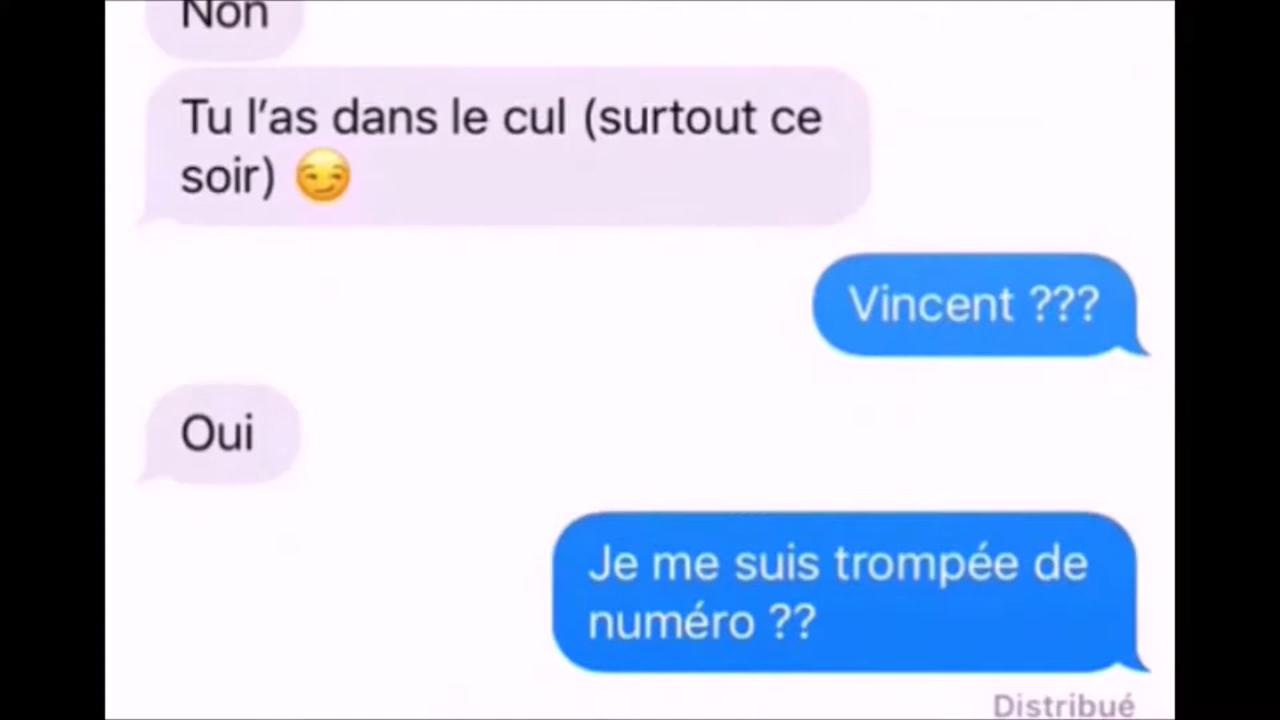 Non
Tu l’as dans le cul (surtout ce
soir) 😏
Vincent ???
Oui
Je me suis trompée de
numéro ??
Distribué